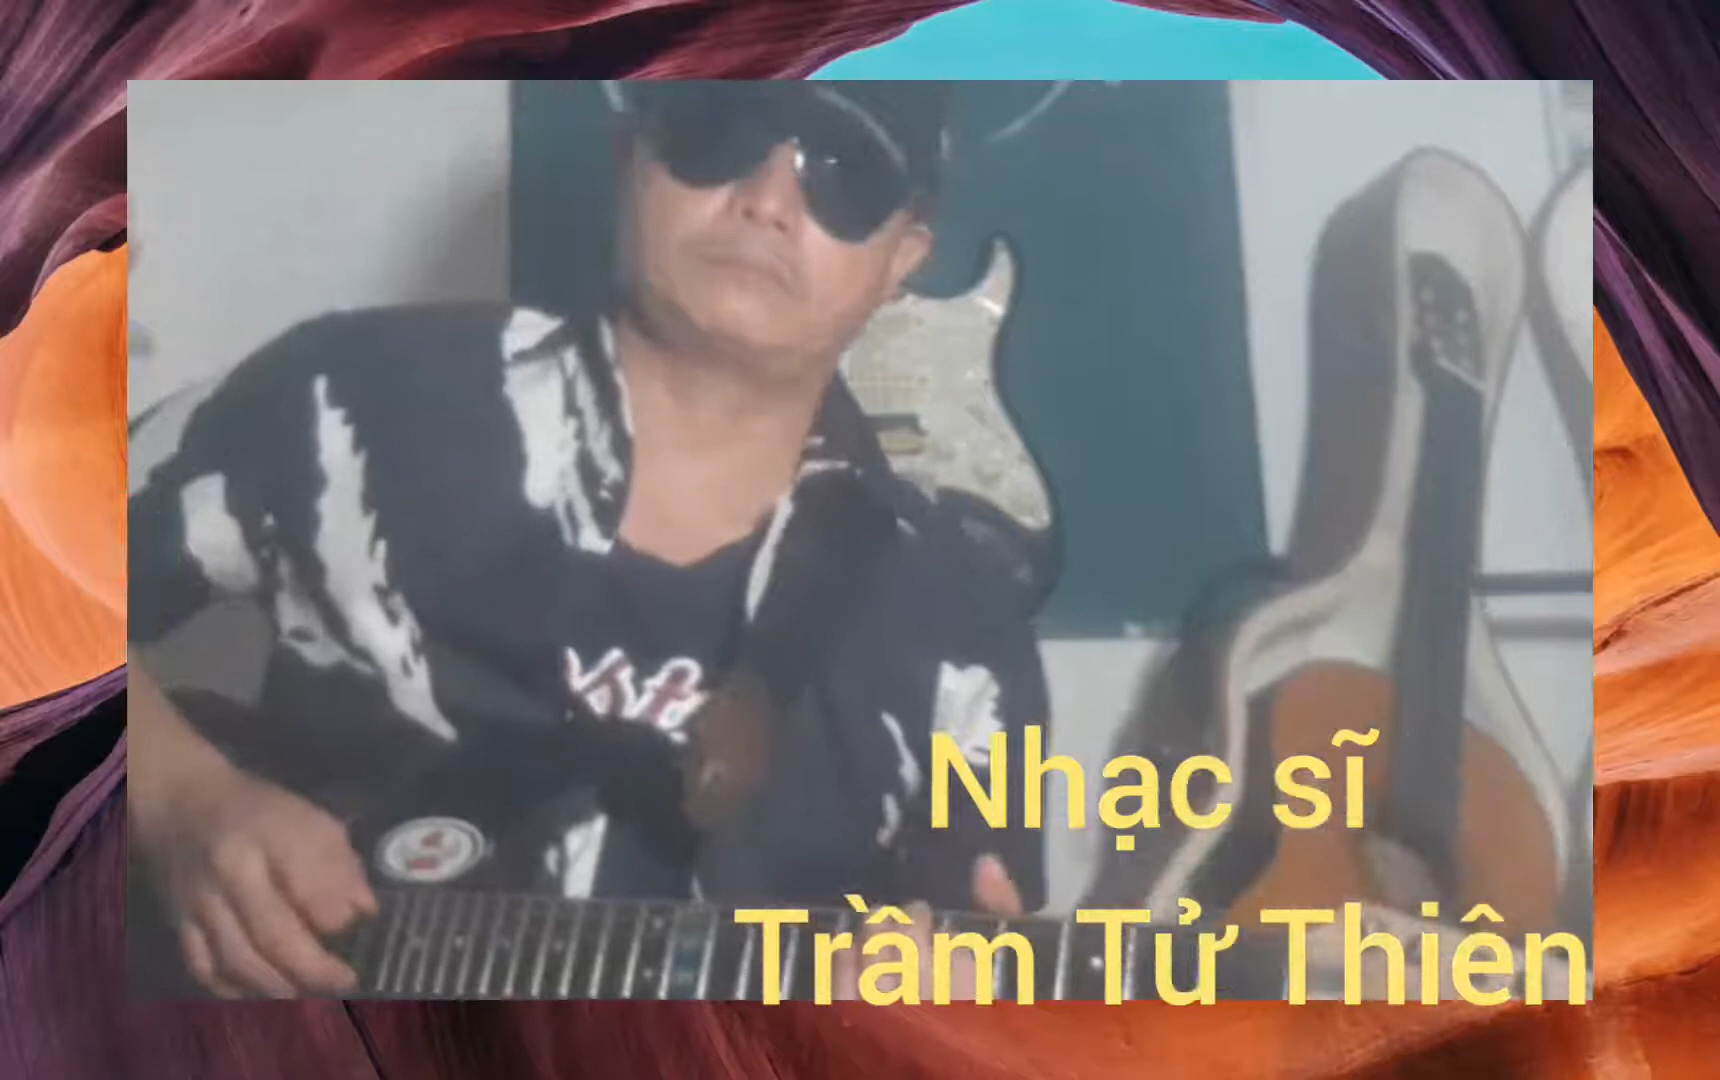 Nhạc sĩ
Trầm Tử Thiên